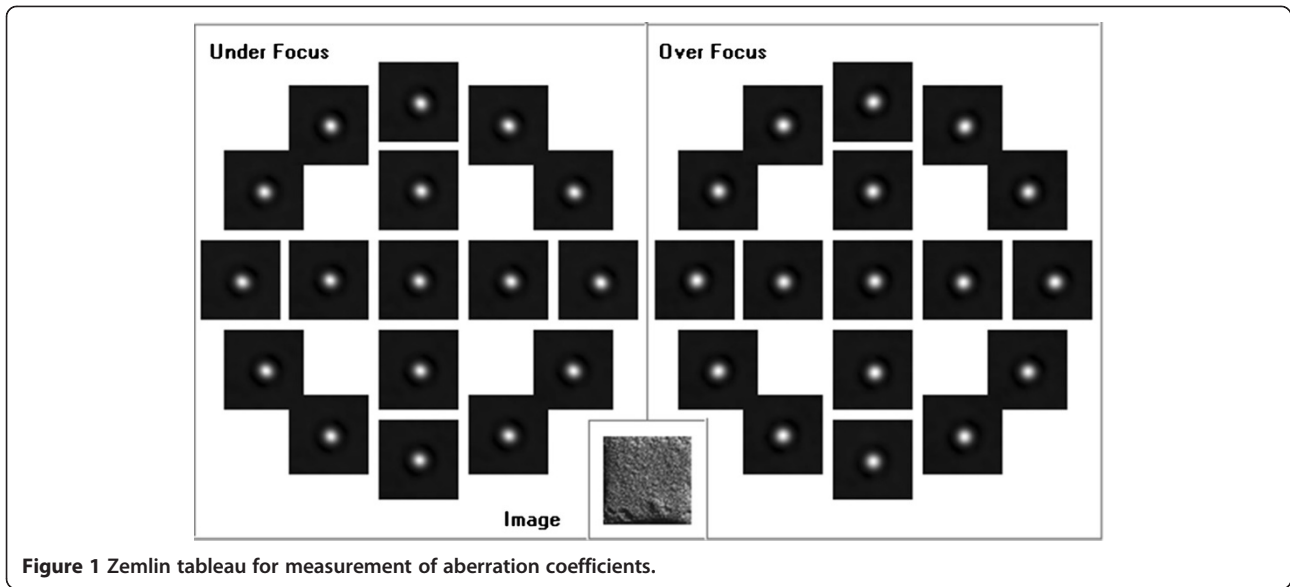 Under Focus
Over Focus
Image
Figure 1 Zemlin tableau for measurement of aberration coefficients.